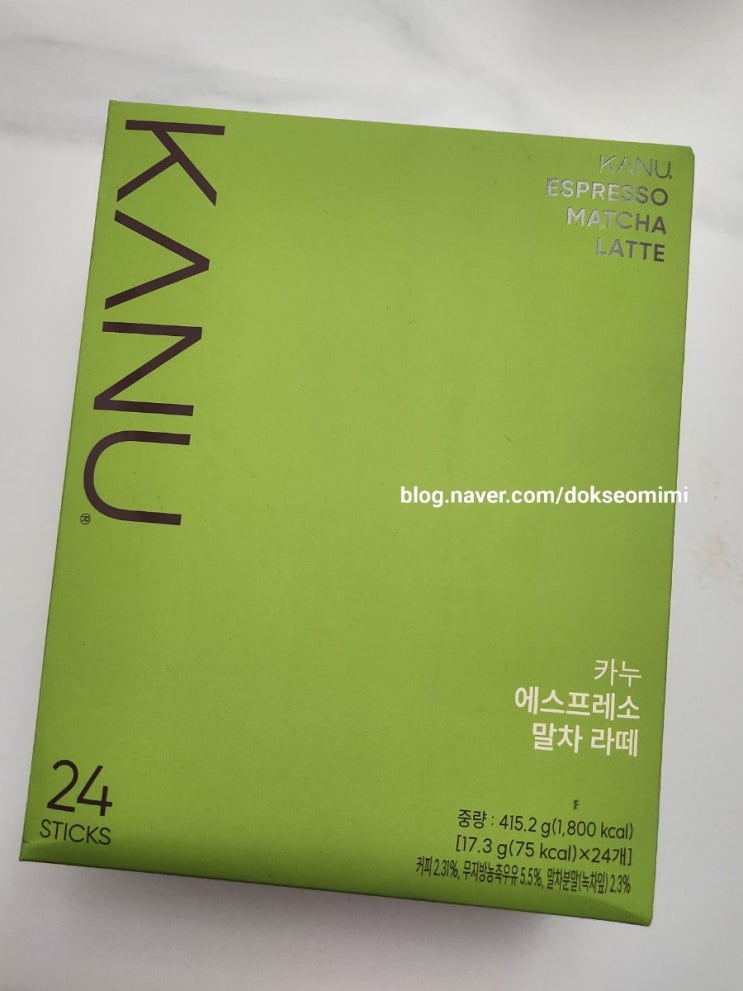 KANU®
KANU
ESPRESSO
MATCHA
LATTE
blog.naver.com/dokseomimi
카누
에스프레소
말차 라떼
24
STICKS
F
중량 : 415.2 g(1,800 kcal)
[17.3 g(75 kcal)×24개]
커피 2.31%, 무지방농축우유 5.5%, 말차분말(녹차잎) 2.3%